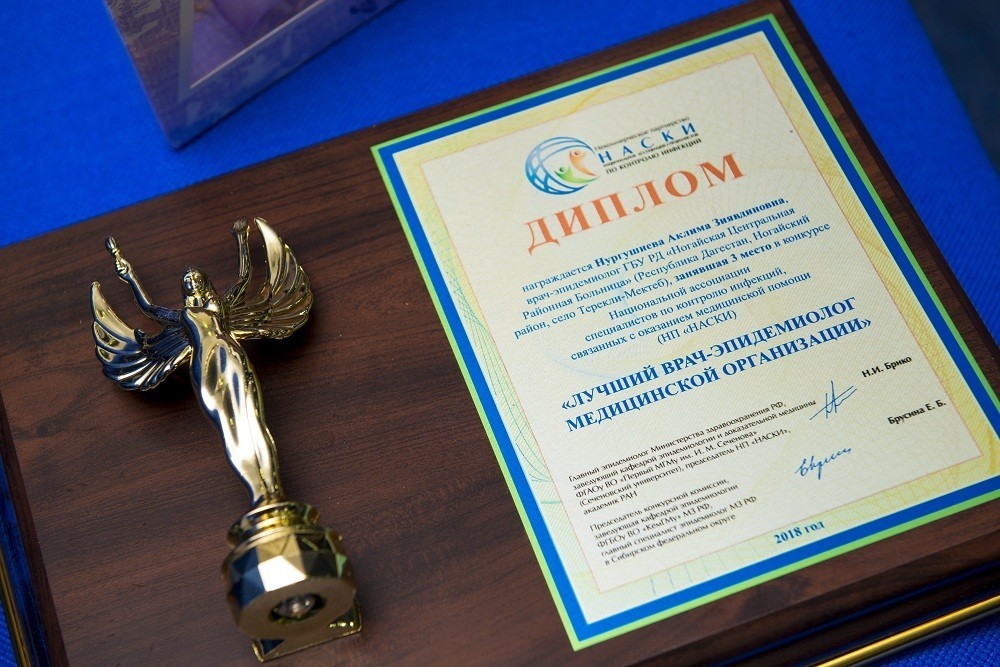 Некоммерческое партнерство
НАСКИ
ПО КОНТРОЛЮ ИНФЕКЦИЙ
ДИПЛОМ
награждается Нургушиева Аклима Зиявдиновна,
врач-эпидемиолог ГБУ РД «Ногайская Центральная
Районная Больница» (Республика Дагестан, Ногайский
район, село Терекли-Мектеб), занявшая 3 место в конкурсе
Национальной ассоциации
специалистов по контролю инфекций,
связанных с оказанием медицинской помощи
(НП «НАСКИ)
«ЛУЧШИЙ ВРАЧ-ЭПИДЕМИОЛОГ
МЕДИЦИНСКОЙ ОРГАНИЗАЦИИ»
Главный эпидемиолог Министерства здравоохранения РФ,
заведующий кафедрой эпидемиологии и доказательной медицины
ФГАОу ВО «Первый МГМу им. И. М. Сеченова»
(Сеченовский университет), председатель НП «НАСКИ»,
академик РАН
Н.И. Брико
Председатель конкурсной комиссии,
заведующая кафедрой эпидемиологии
ФГБОу ВО «КемГМу» МЗ РФ,
главный специалист эпидемиолог МЗ РФ
в Сибирском федеральном округе
Брусина Е. Б.
2018 год